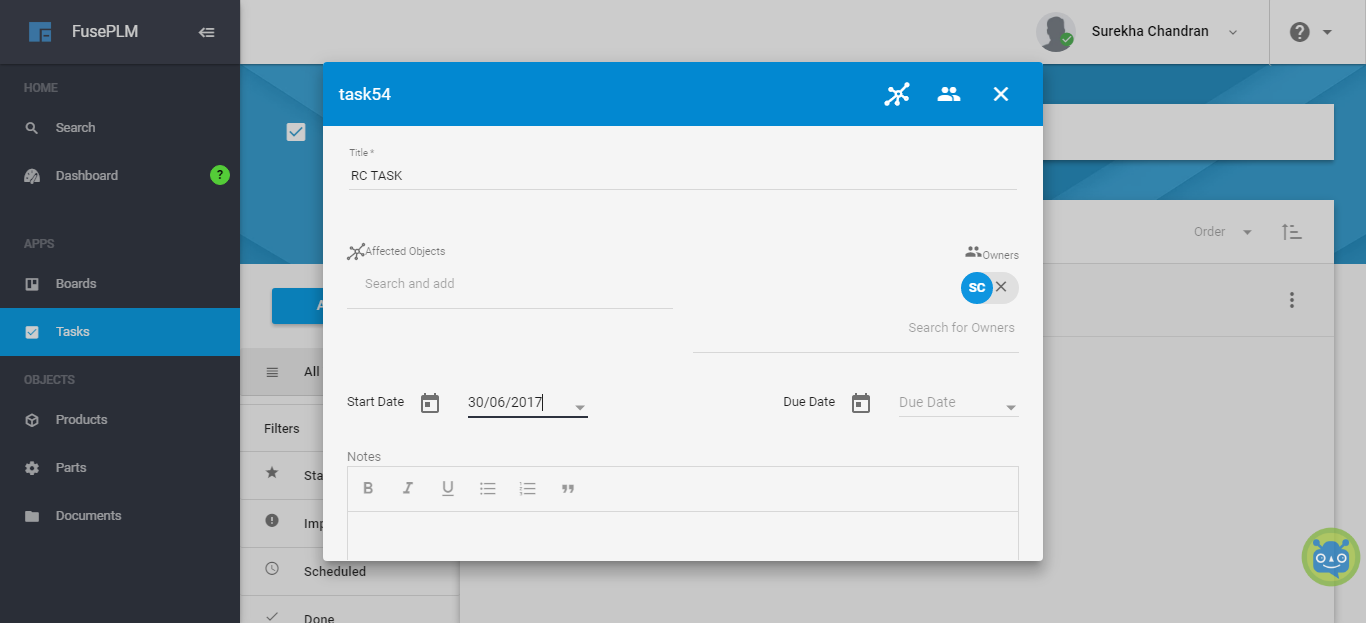 FusePLM
Surekha Chandran
?
HOME
Search
Dashboard
?
APPS
Boards
Tasks
OBJECTS
Products
Parts
Documents
All
Filters
Scheduled
Done
Order
task54
Title *
RC TASK
Affected Objects
Search and add
Owners
SC
Search for Owners
Start Date
30/06/2017
Due Date
Due Date
Notes
B I U